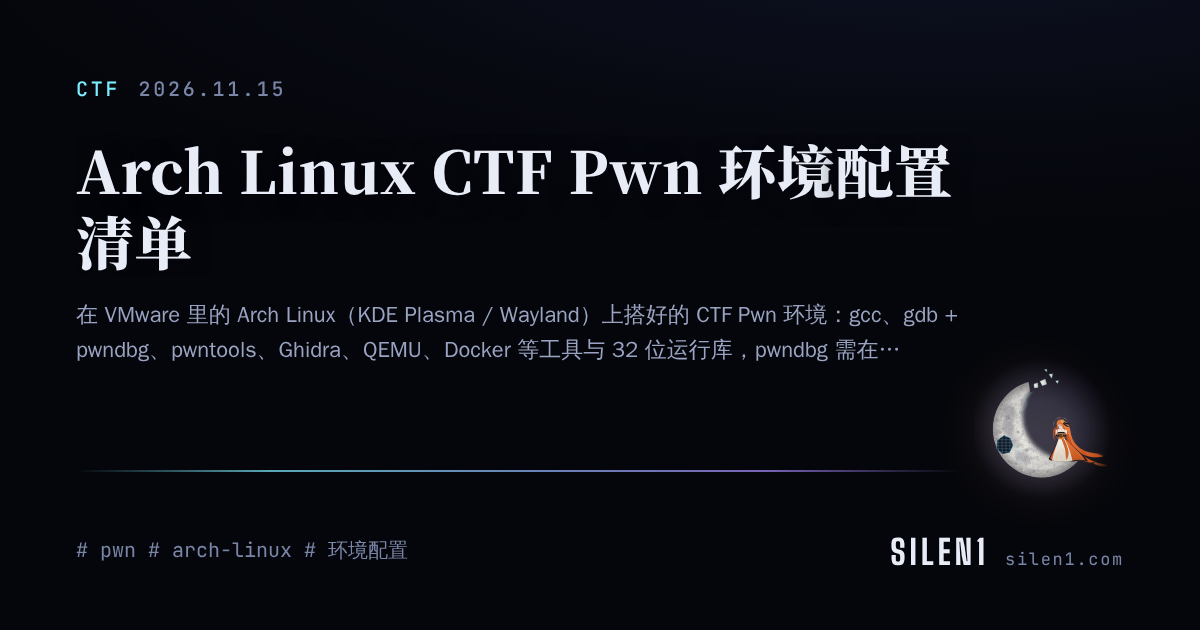 CTF 2026.11.15
Arch Linux CTF Pwn 环境配置
清单
在 VMware 里的 Arch Linux（KDE Plasma / Wayland）上搭好的 CTF Pwn 环境：gcc、gdb +
pwndbg、pwntools、Ghidra、QEMU、Docker 等工具与 32 位运行库，pwndbg 需在…
# pwn # arch-linux # 环境配置
SILEN1 silen1.com